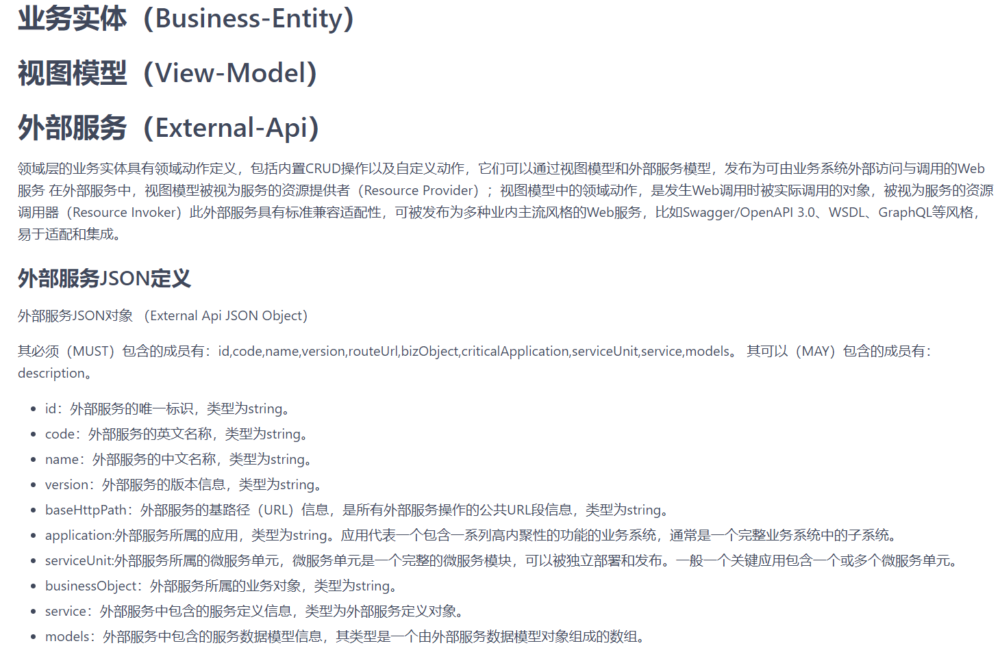 业务实体（Business-Entity）
视图模型（View-Model）
外部服务（External-Api）
领域层的业务实体具有领域动作定义，包括内置CRUD操作以及自定义动作，它们可以通过视图模型和外部服务模型，发布为可由业务系统外部访问与调用的Web
服务 在外部服务中，视图模型被视为服务的资源提供者（Resource Provider）；视图模型中的领域动作，是发生Web调用时被实际调用的对象，被视为服务的资源
调用器（Resource Invoker）此外部服务具有标准兼容适配性，可被发布为多种业内主流风格的Web服务，比如Swagger/OpenAPI 3.0、WSDL、GraphQL等风格，
易于适配和集成。
外部服务JSON定义
外部服务JSON对象 （External Api JSON Object）
其必须（MUST）包含的成员有：id,code,name,version,routeUrl,bizObject,criticalApplication,serviceUnit,service,models。 其可以（MAY）包含的成员有：
description。
• id：外部服务的唯一标识，类型为string。
• code：外部服务的英文名称，类型为string。
• name：外部服务的中文名称，类型为string。
• version：外部服务的版本信息，类型为string。
• baseHttpPath：外部服务的基路径（URL）信息，是所有外部服务操作的公共URL段信息，类型为string。
• application:外部服务所属的应用，类型为string。应用代表一个包含一系列高内聚性的功能的业务系统，通常是一个完整业务系统中的子系统。
• serviceUnit:外部服务所属的微服务单元，微服务单元是一个完整的微服务模块，可以被独立部署和发布。一般一个关键应用包含一个或多个微服务单元。
• businessObject：外部服务所属的业务对象，类型为string。
• service：外部服务中包含的服务定义信息，类型为外部服务定义对象。
• models：外部服务中包含的服务数据模型信息，其类型是一个由外部服务数据模型对象组成的数组。